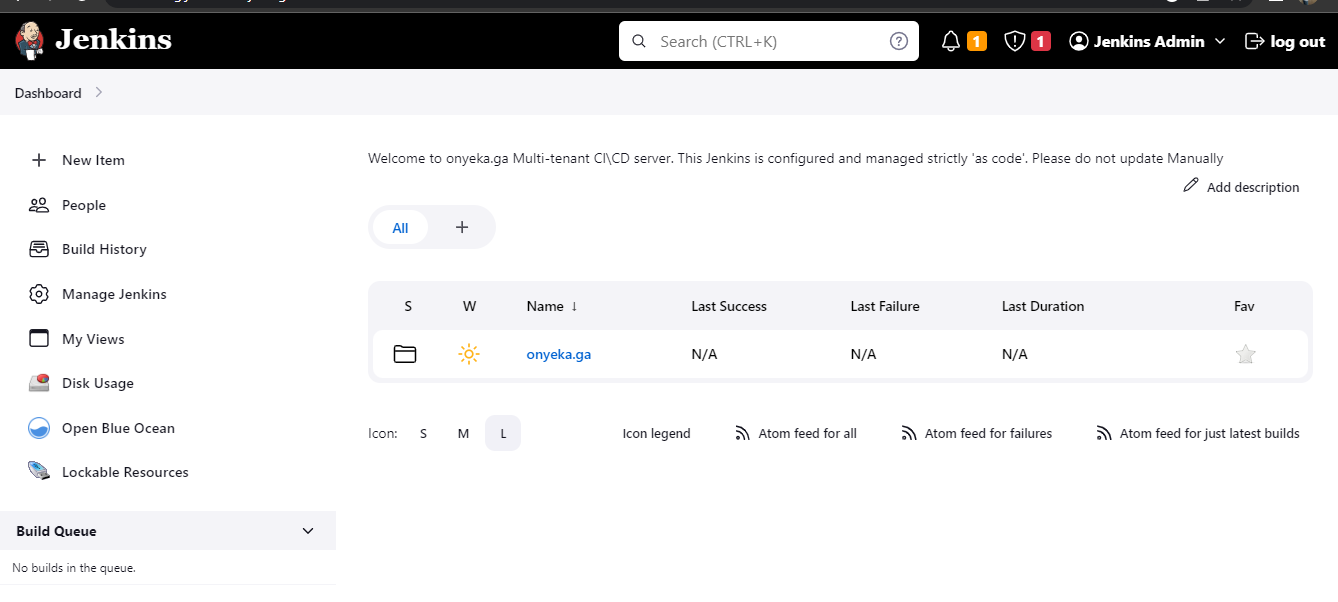 Jenkins
Search (CTRL+K)
1
1
Jenkins Admin
log out
Dashboard
New Item
People
Build History
Manage Jenkins
My Views
Disk Usage
Open Blue Ocean
Lockable Resources
Build Queue
No builds in the queue.
Welcome to onyeka.ga Multi-tenant CI\CD server. This Jenkins is configured and managed strictly 'as code'. Please do not update Manually
Add description
All
S W Name ↓ Last Success Last Failure Last Duration Fav
onyeka.ga N/A N/A N/A
Icon: S M L
Icon legend
Atom feed for all
Atom feed for failures
Atom feed for just latest builds